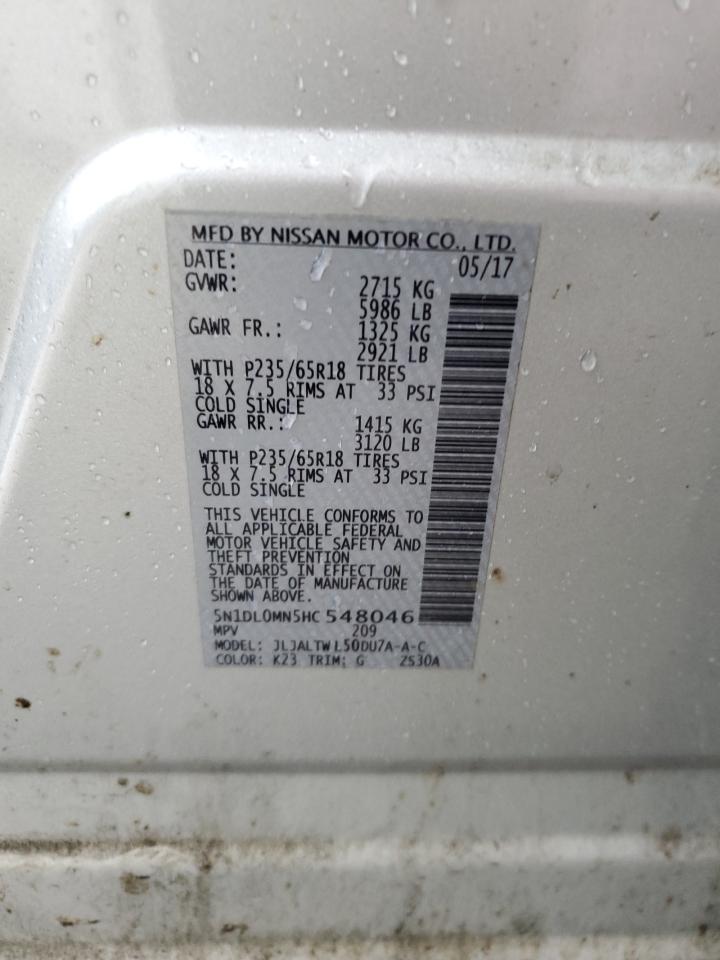 MFD BY NISSAN MOTOR CO., LTD.
DATE: 05/17
GVWR: 2715 KG
5986 LB
GAWR FR.: 1325 KG
2921 LB
WITH P235/65R18 TIRES
18 X 7.5 RIMS AT 33 PSI
COLD SINGLE
GAWR RR.: 1415 KG
3120 LB
WITH P235/65R18 TIRES
18 X 7.5 RIMS AT 33 PSI
COLD SINGLE
THIS VEHICLE CONFORMS TO
ALL APPLICABLE FEDERAL
MOTOR VEHICLE SAFETY AND
THEFT PREVENTION
STANDARDS IN EFFECT ON
THE DATE OF MANUFACTURE
SHOWN ABOVE.
5N1DL0MN5HC 548046
MPV 209
MODEL: JLJALTWL50DU7A-A-C
COLOR: K23 TRIM: G ZS30A